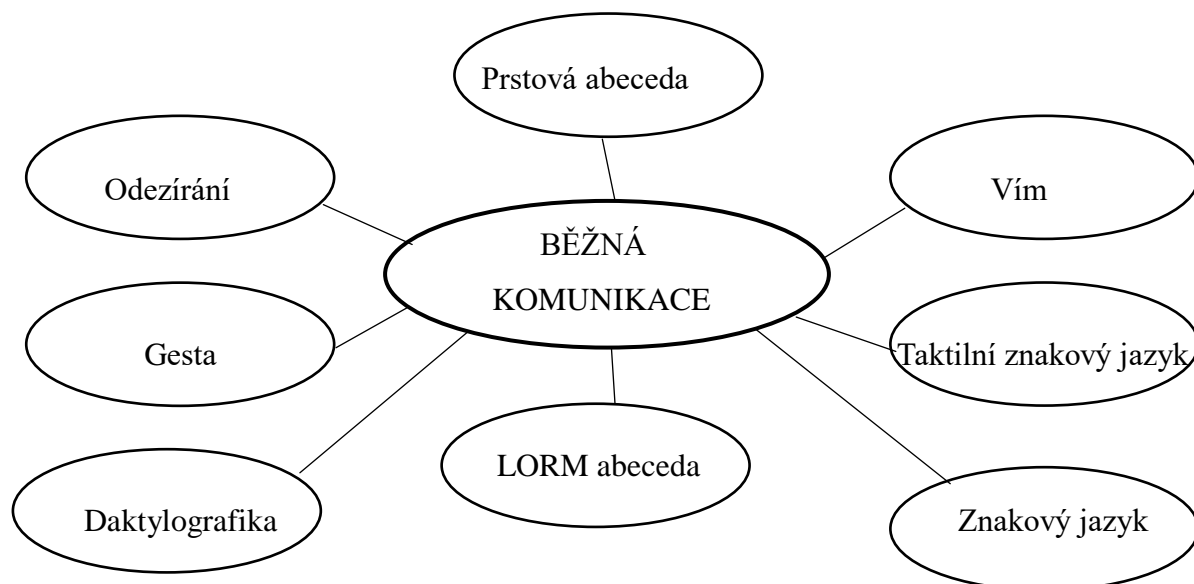 Prstová abeceda
Odezírání
Vím
BĚŽNÁ
KOMUNIKACE
Gesta
Taktilní znakový jazyk
LORM abeceda
Daktylografika
Znakový jazyk